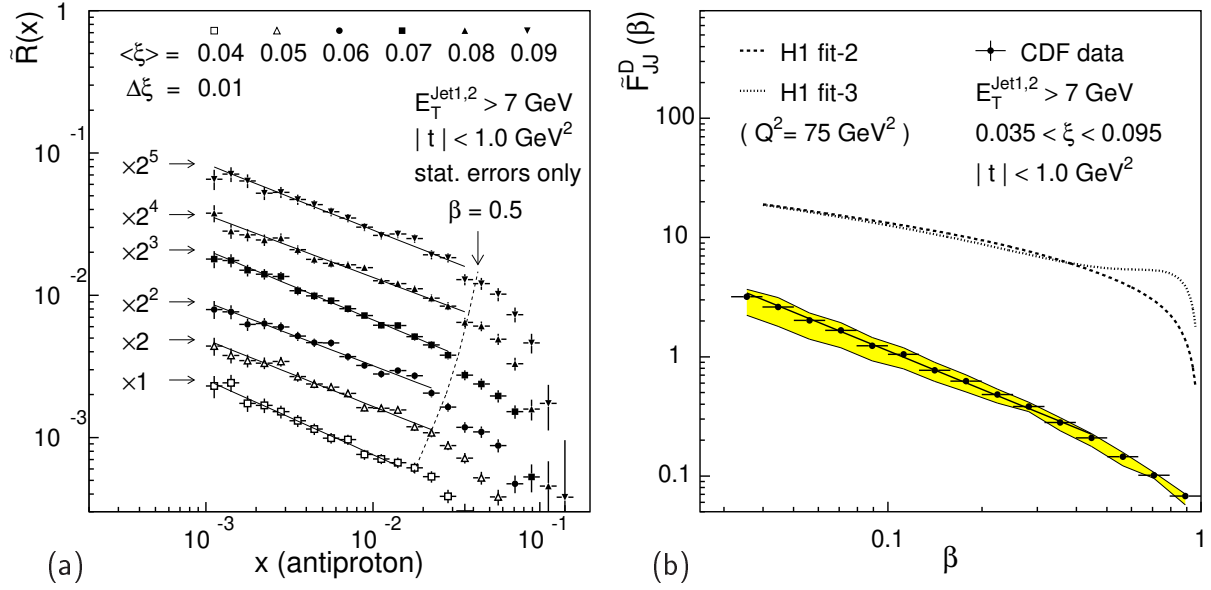 R̃(x)
1
10⁻¹
10⁻²
10⁻³
<ξ> = 0.04 0.05 0.06 0.07 0.08 0.09
Δξ = 0.01
E_T^Jet1,2 > 7 GeV
| t | < 1.0 GeV²
stat. errors only
β = 0.5
×2⁵
×2⁴
×2³
×2²
×2
×1
10⁻³ 10⁻² 10⁻¹
x (antiproton)
(a)
F̃_JJ^D (β)
100
10
1
0.1
H1 fit-2
H1 fit-3
( Q² = 75 GeV² )
CDF data
E_T^Jet1,2 > 7 GeV
0.035 < ξ < 0.095
| t | < 1.0 GeV²
0.1 1
β
(b)